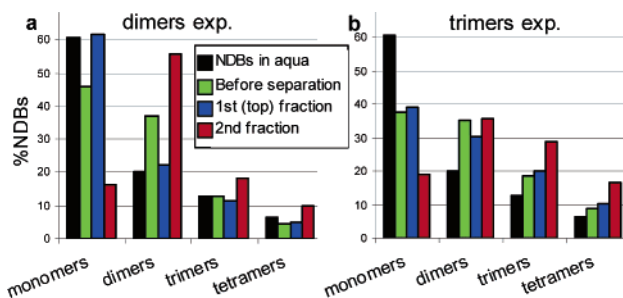 a dimers exp.
b trimers exp.
%NDBs
60
50
40
30
20
10
0
NDBs in aqua
Before separation
1st (top) fraction
2nd fraction
monomers
dimers
trimers
tetramers
60
50
40
30
20
10
0
monomers
dimers
trimers
tetramers